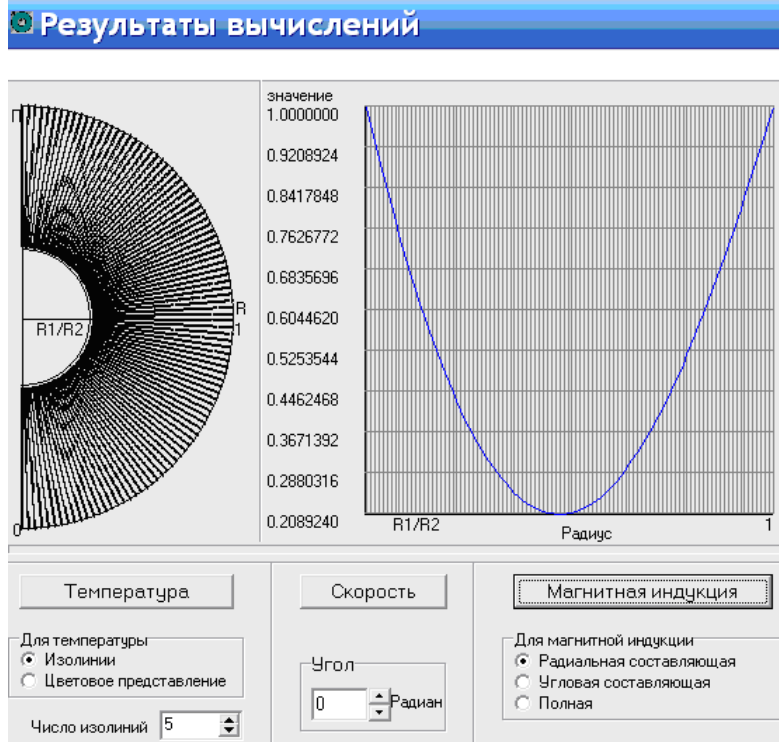 Результаты вычислений
значение
1.0000000
0.9208924
0.8417848
0.7626772
0.6835696
0.6044620
0.5253544
0.4462468
0.3671392
0.2880316
0.2089240
П
R1/R2
R
1
0
R1/R2
Радиус
1
Температура
Скорость
Магнитная индукция
Для температуры
Изолинии
Цветовое представление
Число изолиний 5
Угол
0 Радиан
Для магнитной индукции
Радиальная составляющая
Угловая составляющая
Полная